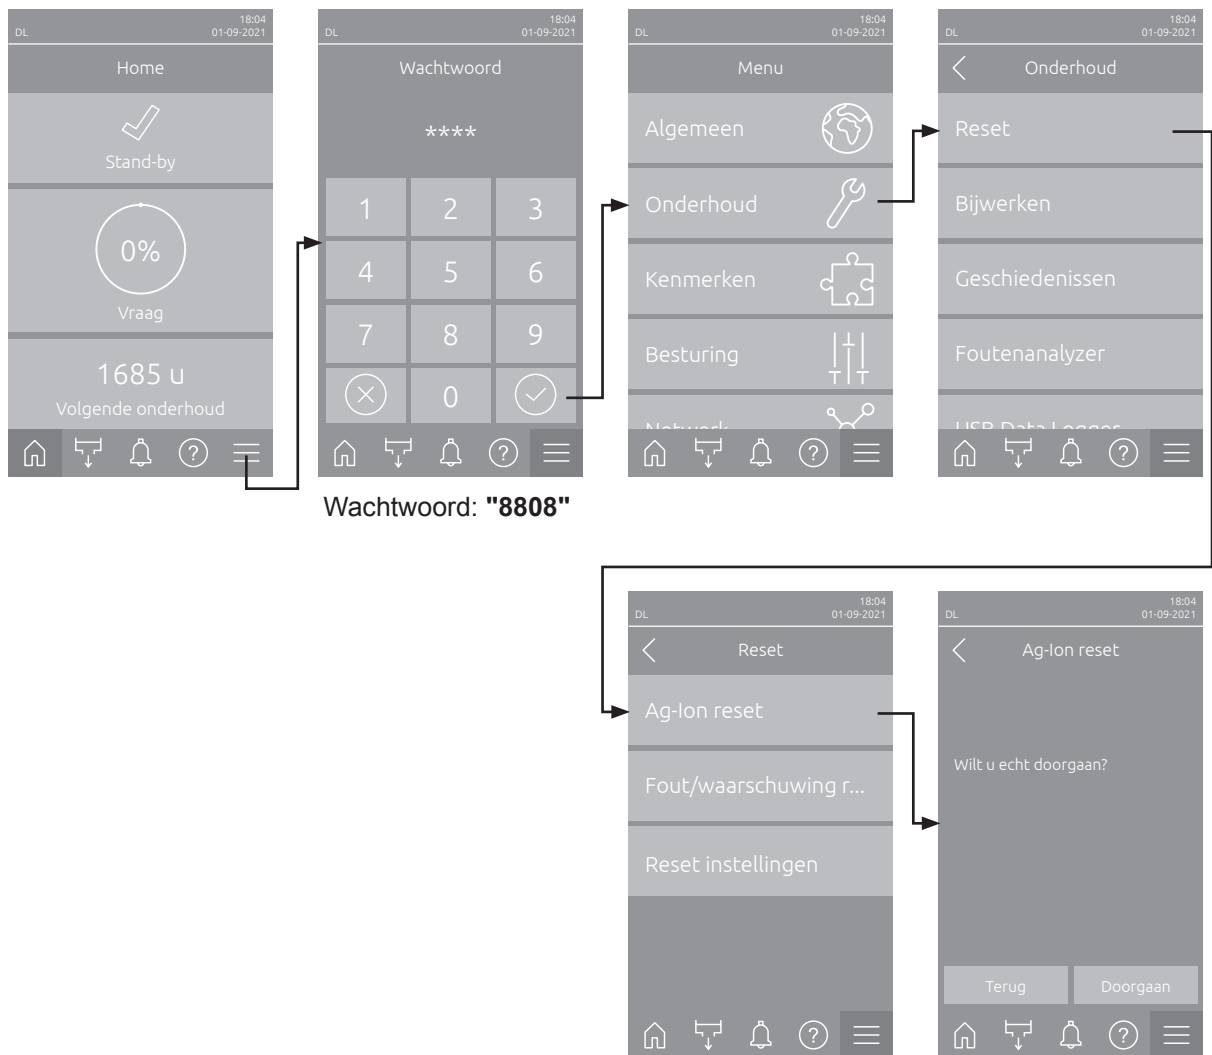 18:04
DL 01-09-2021
Home
Stand-by
0%
Vraag
1685 u
Volgende onderhoud
18:04
DL 01-09-2021
Wachtwoord
****
1 2 3
4 5 6
7 8 9
0
?
?
Wachtwoord: "8808"
18:04
DL 01-09-2021
Menu
Algemeen
Onderhoud
Kenmerken
Besturing
Netwerk
?
18:04
DL 01-09-2021
Onderhoud
Reset
Bijwerken
Geschiedenissen
Foutenanalyzer
USB Data Logger
?
18:04
DL 01-09-2021
Reset
Ag-Ion reset
Fout/waarschuwing r...
Reset instellingen
?
18:04
DL 01-09-2021
Ag-Ion reset
Wilt u echt doorgaan?
Terug Doorgaan
?